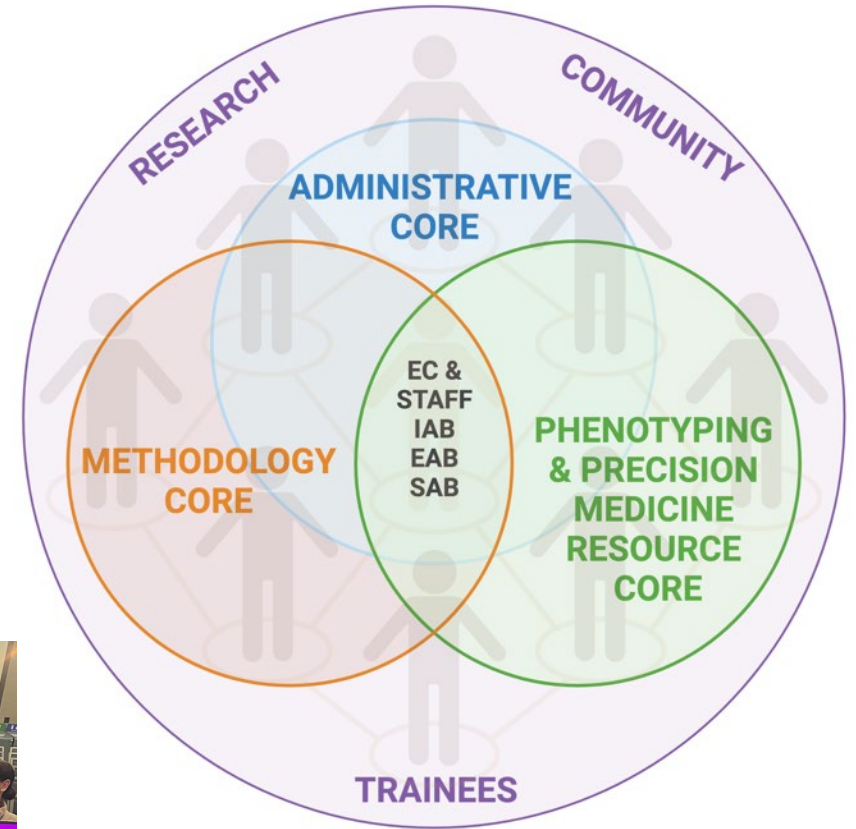 RESEARCH
COMMUNITY
ADMINISTRATIVE
CORE
EC &
STAFF
IAB
EAB
SAB
METHODOLOGY
CORE
PHENOTYPING
& PRECISION
MEDICINE
RESOURCE
CORE
TRAINEES